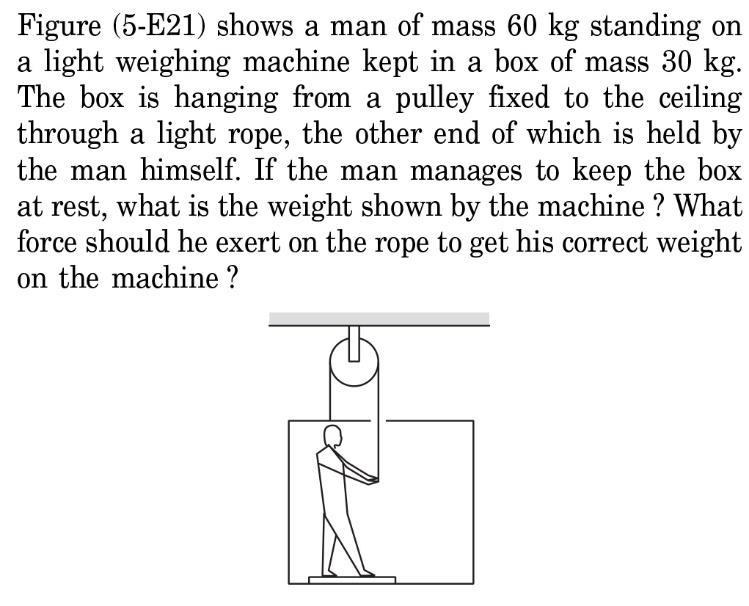 Figure (5-E21) shows a man of mass 60 kg standing on
a light weighing machine kept in a box of mass 30 kg.
The box is hanging from a pulley fixed to the ceiling
through a light rope, the other end of which is held by
the man himself. If the man manages to keep the box
at rest, what is the weight shown by the machine ? What
force should he exert on the rope to get his correct weight
on the machine ?